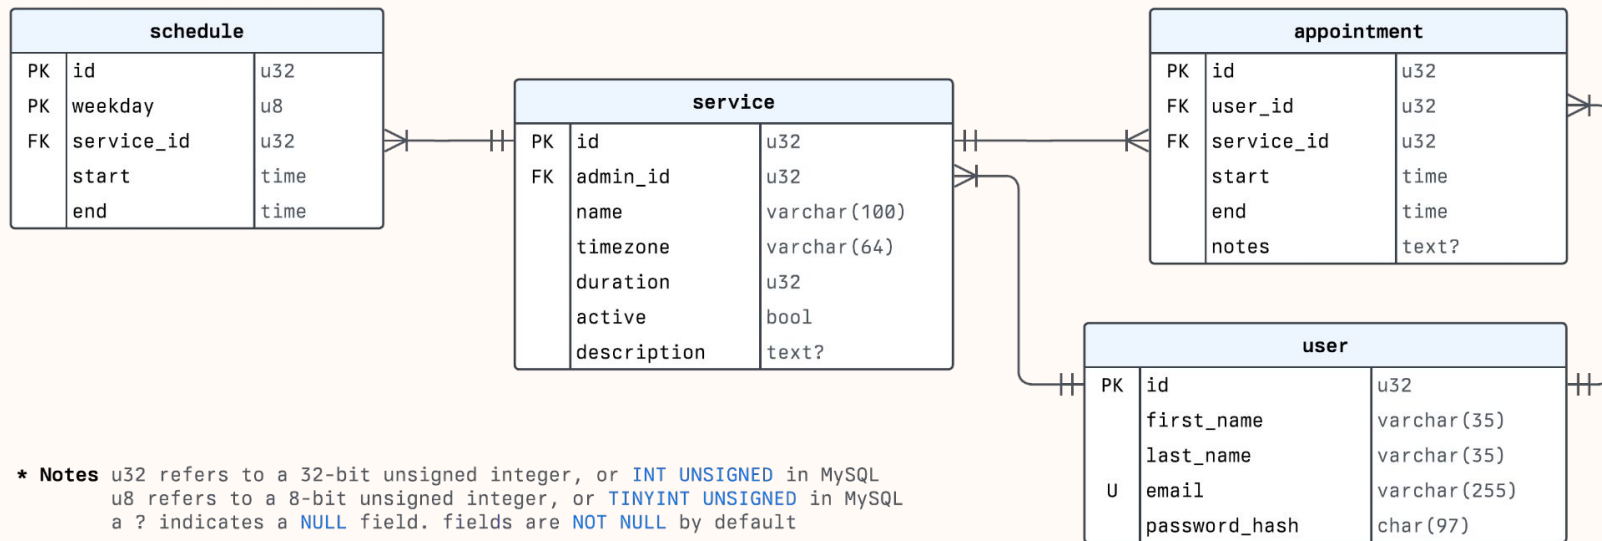 schedule
PK id u32
PK weekday u8
FK service_id u32
start time
end time
service
PK id u32
FK admin_id u32
name varchar(100)
timezone varchar(64)
duration u32
active bool
description text?
appointment
PK id u32
FK user_id u32
FK service_id u32
start time
end time
notes text?
user
PK id u32
first_name varchar(35)
last_name varchar(35)
U email varchar(255)
password_hash char(97)
* Notes u32 refers to a 32-bit unsigned integer, or INT UNSIGNED in MySQL
u8 refers to a 8-bit unsigned integer, or TINYINT UNSIGNED in MySQL
a ? indicates a NULL field. fields are NOT NULL by default